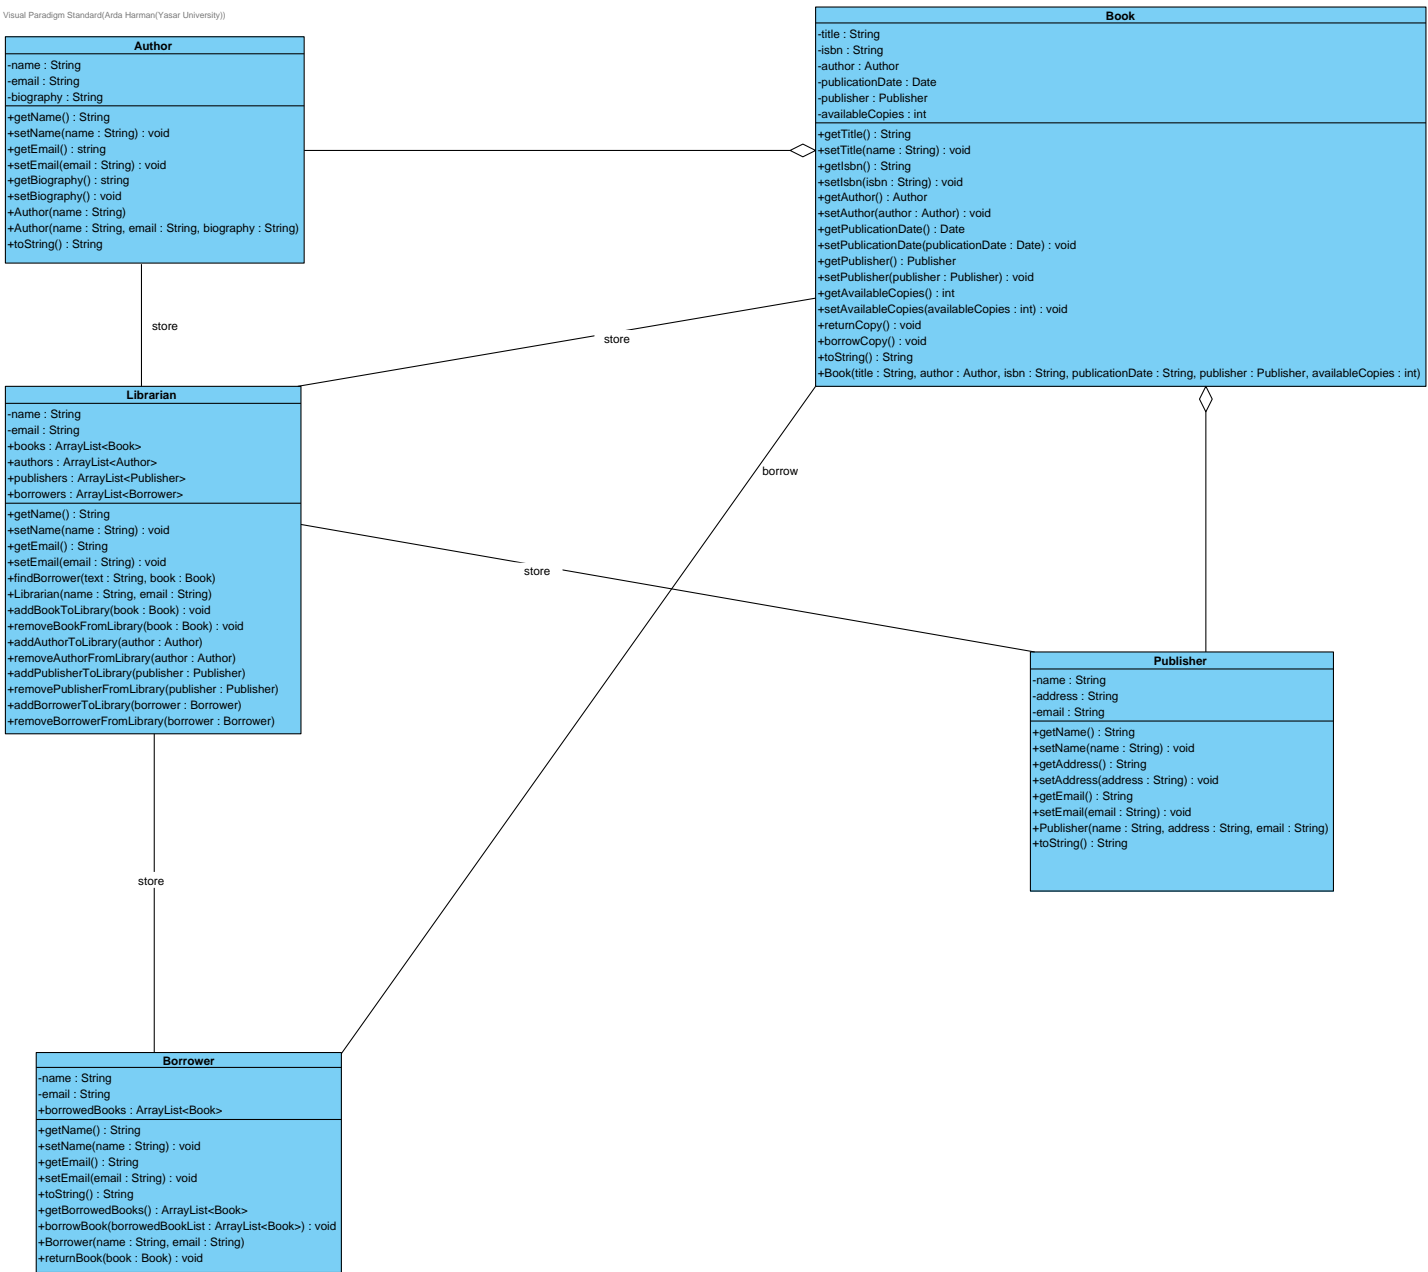 Visual Paradigm Standard(Arda Harman(Yasar University))
Author
-name : String
-email : String
-biography : String
+getName() : String
+setName(name : String) : void
+getEmail() : string
+setEmail(email : String) : void
+getBiography() : string
+setBiography() : void
+Author(name : String)
+Author(name : String, email : String, biography : String)
+toString() : String
Book
-title : String
-isbn : String
-author : Author
-publicationDate : Date
-publisher : Publisher
-availableCopies : int
+getTitle() : String
+setTitle(name : String) : void
+getIsbn() : String
+setIsbn(isbn : String) : void
+getAuthor() : Author
+setAuthor(author : Author) : void
+getPublicationDate() : Date
+setPublicationDate(publicationDate : Date) : void
+getPublisher() : Publisher
+setPublisher(publisher : Publisher) : void
+getAvailableCopies() : int
+setAvailableCopies(availableCopies : int) : void
+returnCopy() : void
+borrowCopy() : void
+toString() : String
+Book(title : String, author : Author, isbn : String, publicationDate : String, publisher : Publisher, availableCopies : int)
store
store
Librarian
-name : String
-email : String
+books : ArrayList<Book>
+authors : ArrayList<Author>
+publishers : ArrayList<Publisher>
+borrowers : ArrayList<Borrower>
+getName() : String
+setName(name : String) : void
+getEmail() : String
+setEmail(email : String) : void
+findBorrower(text : String, book : Book)
+Librarian(name : String, email : String)
+addBookToLibrary(book : Book) : void
+removeBookFromLibrary(book : Book) : void
+addAuthorToLibrary(author : Author)
+removeAuthorFromLibrary(author : Author)
+addPublisherToLibrary(publisher : Publisher)
+removePublisherFromLibrary(publisher : Publisher)
+addBorrowerToLibrary(borrower : Borrower)
+removeBorrowerFromLibrary(borrower : Borrower)
borrow
store
Publisher
-name : String
-address : String
-email : String
+getName() : String
+setName(name : String) : void
+getAddress() : String
+setAddress(address : String) : void
+getEmail() : String
+setEmail(email : String) : void
+Publisher(name : String, address : String, email : String)
+toString() : String
store
Borrower
-name : String
-email : String
+borrowedBooks : ArrayList<Book>
+getName() : String
+setName(name : String) : void
+getEmail() : String
+setEmail(email : String) : void
+toString() : String
+getBorrowedBooks() : ArrayList<Book>
+borrowBook(borrowedBookList : ArrayList<Book>) : void
+Borrower(name : String, email : String)
+returnBook(book : Book) : void